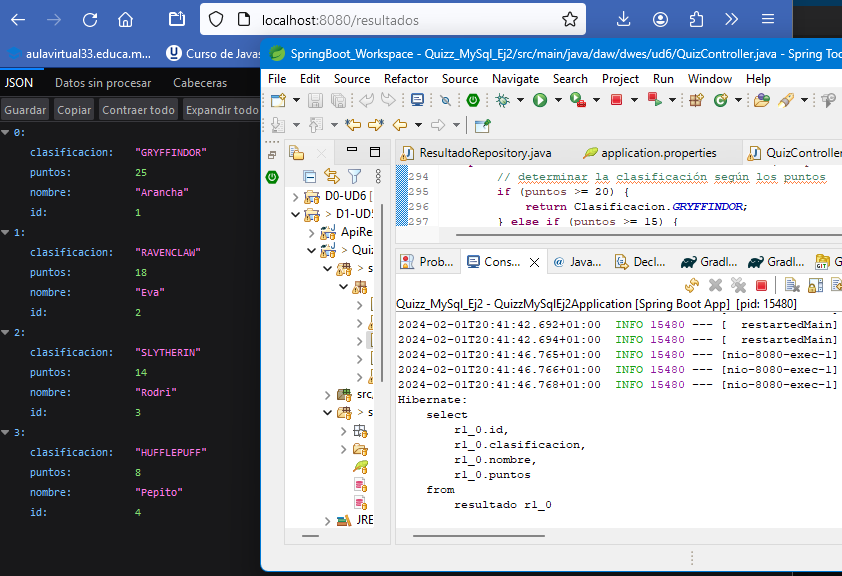 localhost:8080/resultados
aulavirtual33.educa.m...
Curso de Javas
JSON
Datos sin procesar
Cabeceras
Guardar
Copiar
Contraer todo
Expandir todo
0:
clasificacion: "GRYFFINDOR"
puntos: 25
nombre: "Arancha"
id: 1
1:
clasificacion: "RAVENCLAW"
puntos: 18
nombre: "Eva"
id: 2
2:
clasificacion: "SLYTHERIN"
puntos: 14
nombre: "Rodri"
id: 3
3:
clasificacion: "HUFFLEPUFF"
puntos: 8
nombre: "Pepito"
id: 4
SpringBoot_Workspace - Quizz_MySql_Ej2/src/main/java/daw/dwes/ud6/QuizController.java - Spring Too
File Edit Source Refactor Source Navigate Search Project Run Window Help
D0-UD6 [
> D1-UD5
ApiRe
> Quiz
> s
src/
> s
JRE
ResultadoRepository.java
application.properties
QuizController
294 // determinar la clasificación según los puntos
295 if (puntos >= 20) {
296 return Clasificacion.GRYFFINDOR;
297 } else if (puntos >= 15) {
Prob...
Cons...
Java...
Decl...
Gradl...
Gradl...
G
Quizz_MySql_Ej2 - QuizzMySqlEj2Application [Spring Boot App] [pid: 15480]
2024-02-01T20:41:42.692+01:00 INFO 15480 --- [ restartedMain]
2024-02-01T20:41:42.694+01:00 INFO 15480 --- [ restartedMain]
2024-02-01T20:41:46.765+01:00 INFO 15480 --- [nio-8080-exec-1]
2024-02-01T20:41:46.766+01:00 INFO 15480 --- [nio-8080-exec-1]
2024-02-01T20:41:46.768+01:00 INFO 15480 --- [nio-8080-exec-1]
Hibernate:
select
r1_0.id,
r1_0.clasificacion,
r1_0.nombre,
r1_0.puntos
from
resultado r1_0